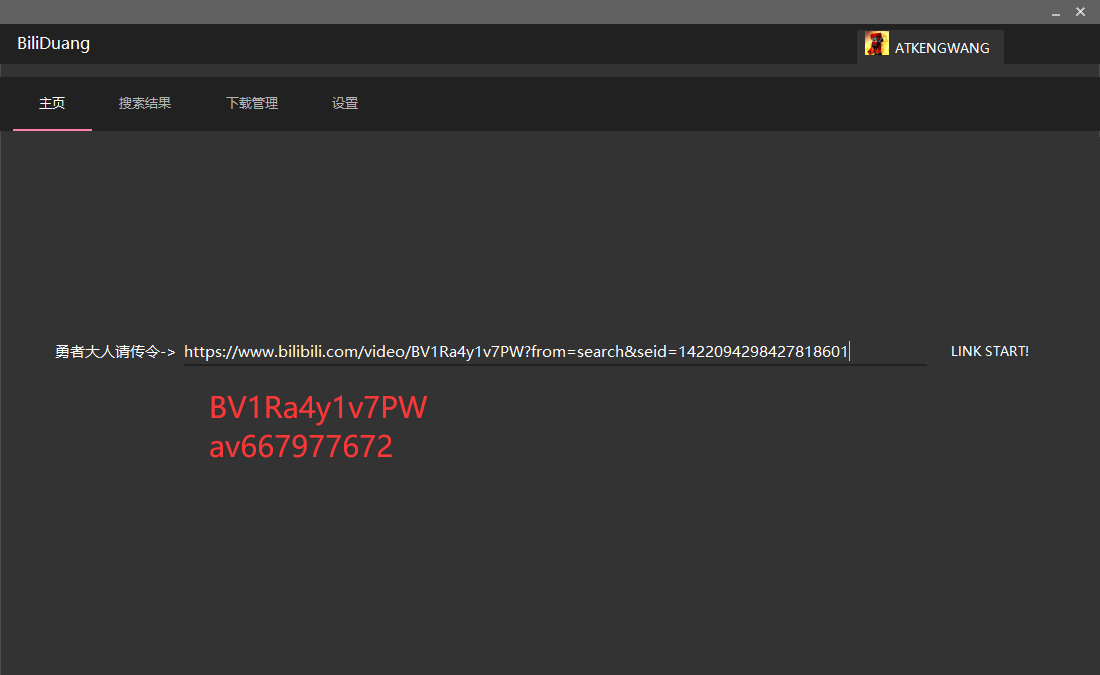 BiliDuang
ATKENGWANG
主页
搜索结果
下载管理
设置
勇者大人请传令-> https://www.bilibili.com/video/BV1Ra4y1v7PW?from=search&seid=1422094298427818601 LINK START!
BV1Ra4y1v7PW
av667977672